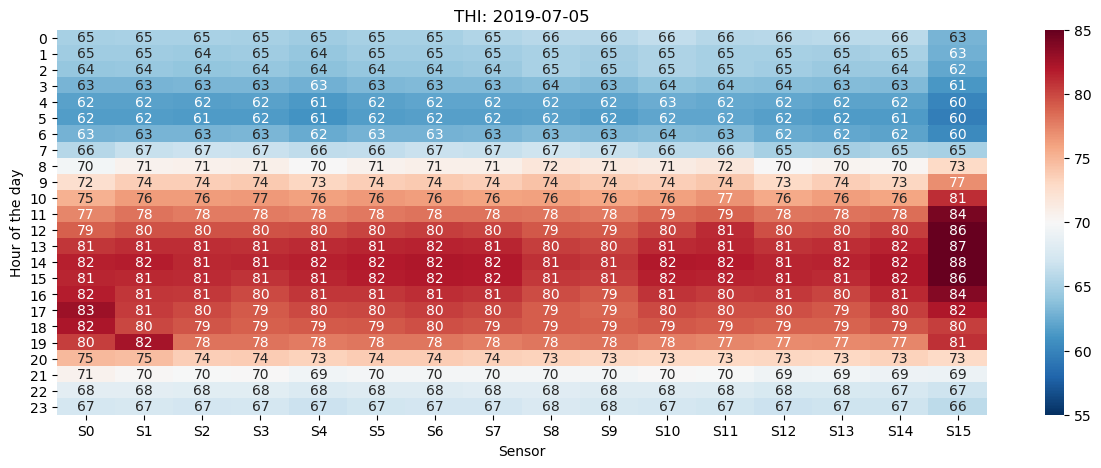 THI: 2019-07-05
Hour of the day
0 65 65 65 65 65 65 65 65 66 66 66 66 66 66 66 63
1 65 65 64 65 64 65 65 65 65 65 65 65 65 65 65 63
2 64 64 64 64 64 64 64 64 65 65 65 65 65 64 64 62
3 63 63 63 63 63 63 63 63 64 63 64 64 64 63 63 61
4 62 62 62 62 61 62 62 62 62 62 63 62 62 62 62 60
5 62 62 61 62 61 62 62 62 62 62 62 62 62 62 61 60
6 63 63 63 63 62 63 63 63 63 63 64 63 62 62 62 60
7 66 67 67 67 66 66 67 67 67 67 66 66 65 65 65 65
8 70 71 71 71 70 71 71 71 72 71 71 72 70 70 70 73
9 72 74 74 74 73 74 74 74 74 74 74 74 73 74 73 77
10 75 76 76 77 76 76 76 76 76 76 76 77 76 76 76 81
11 77 78 78 78 78 78 78 78 78 78 79 79 78 78 78 84
12 79 80 80 80 80 80 80 80 79 79 80 81 80 80 80 86
13 81 81 81 81 81 81 82 81 80 80 81 81 81 81 82 87
14 82 82 81 81 82 82 82 82 81 81 82 82 81 82 82 88
15 81 81 81 81 81 82 82 82 81 81 82 82 81 81 82 86
16 82 81 81 80 81 81 81 81 80 79 81 80 81 80 81 84
17 83 81 80 79 80 80 80 80 79 79 80 80 80 79 80 82
18 82 80 79 79 79 79 80 79 79 79 79 79 79 79 79 80
19 80 82 78 78 78 78 78 78 78 78 78 77 77 77 77 81
20 75 75 74 74 73 74 74 74 73 73 73 73 73 73 73 73
21 71 70 70 70 69 70 70 70 70 70 70 70 69 69 69 69
22 68 68 68 68 68 68 68 68 68 68 68 68 68 68 67 67
23 67 67 67 67 67 67 67 67 68 68 67 67 67 67 67 66
S0 S1 S2 S3 S4 S5 S6 S7 S8 S9 S10 S11 S12 S13 S14 S15
Sensor
85
80
75
70
65
60
55